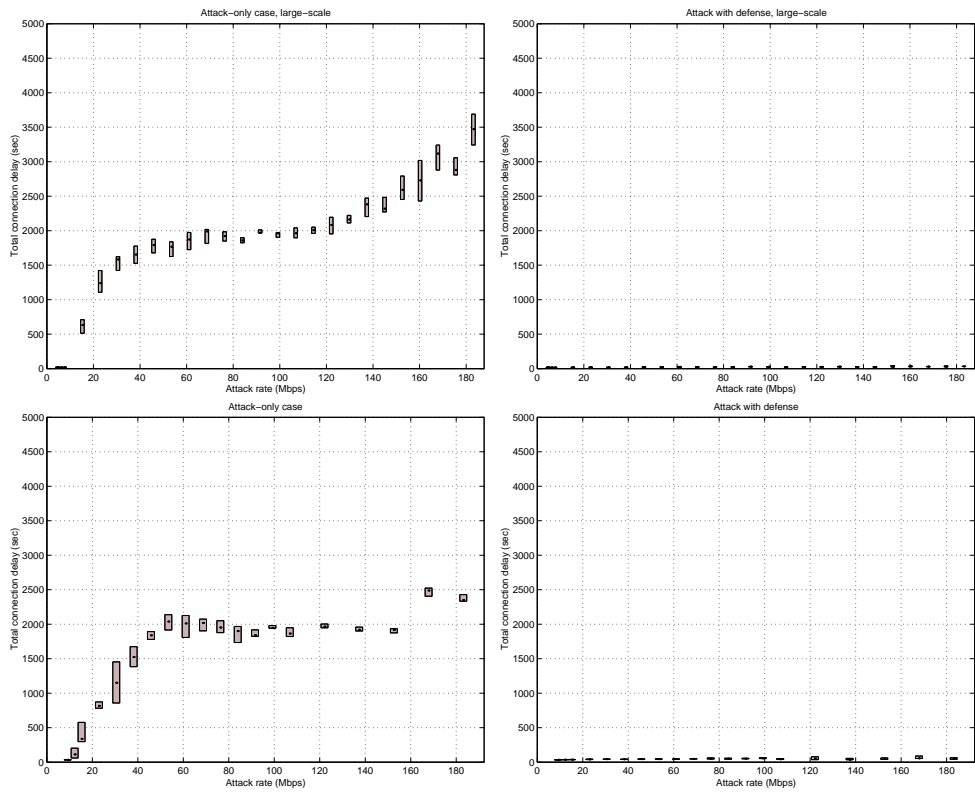 Attack−only case, large−scale
Total connection delay (sec)
5000
4500
4000
3500
3000
2500
2000
1500
1000
500
0
0 20 40 60 80 100 120 140 160 180
Attack rate (Mbps)
Attack with defense, large−scale
Total connection delay (sec)
5000
4500
4000
3500
3000
2500
2000
1500
1000
500
0
0 20 40 60 80 100 120 140 160 180
Attack rate (Mbps)
Attack−only case
Total connection delay (sec)
5000
4500
4000
3500
3000
2500
2000
1500
1000
500
0
0 20 40 60 80 100 120 140 160 180
Attack rate (Mbps)
Attack with defense
Total connection delay (sec)
5000
4500
4000
3500
3000
2500
2000
1500
1000
500
0
0 20 40 60 80 100 120 140 160 180
Attack rate (Mbps)